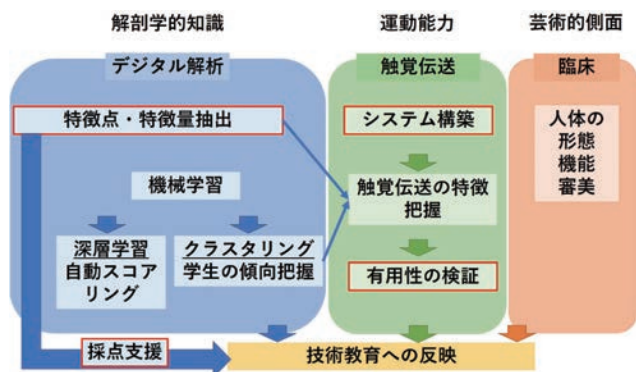 解剖学的知識
運動能力
芸術的側面
デジタル解析
触覚伝送
臨床
特徴点・特徴量抽出
機械学習
深層学習
自動スコア
リング
クラスタリング
学生の傾向把握
システム構築
触覚伝送の特徴
把握
有用性の検証
人体の
形態
機能
審美
採点支援
技術教育への反映